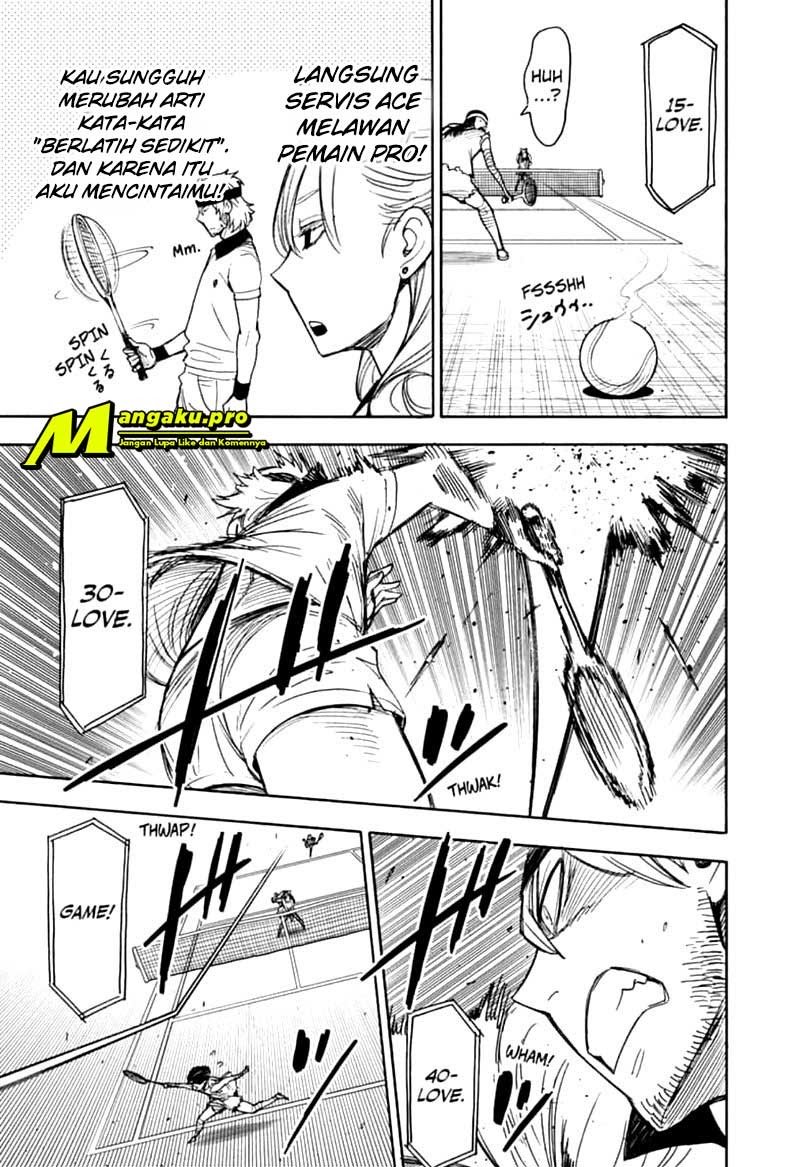 15-
LOVE.
HUH
...?
FSSSHH
シュゥゥ..
LANGSUNG
SERVIS ACE
MELAWAN
PEMAIN PRO!
KAU SUNGGUH
MERUBAH ARTI
KATA-KATA
"BERLATIH SEDIKIT".
DAN KARENA ITU
AKU MENCINTAIMU!
Mm.
SPIN
SPIN
くる
くる
Mangaku.pro
Jangan Lupa Like dan Komennya
30-
LOVE.
THWAK!
40-
LOVE.
WHAM!
THWAP!
GAME!